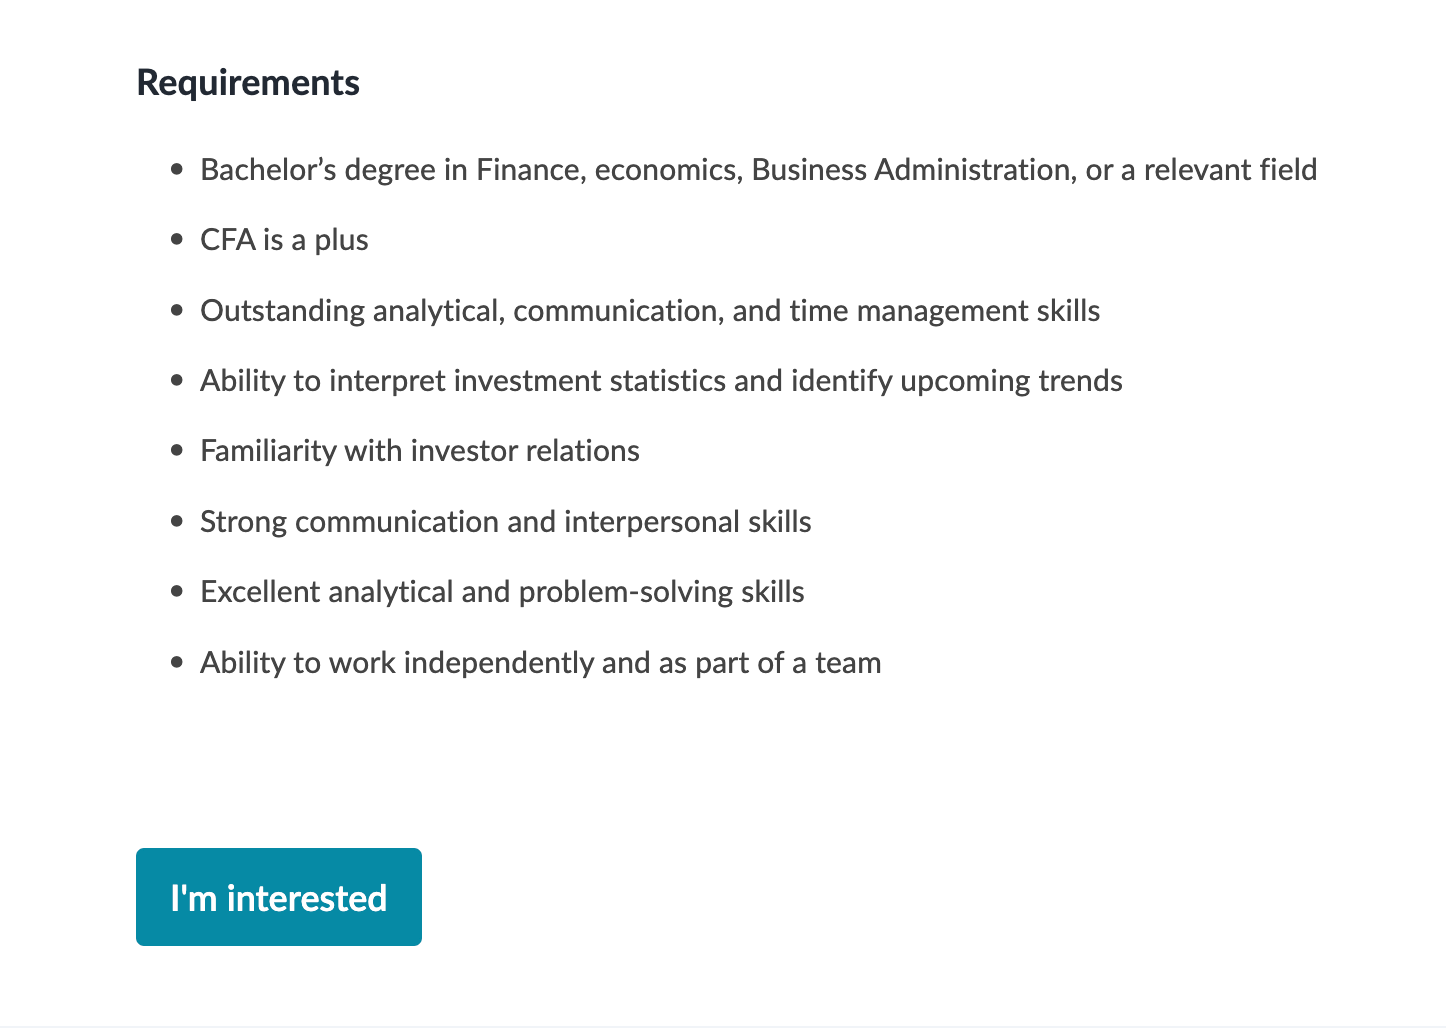 Requirements
Bachelor’s degree in Finance, economics, Business Administration, or a relevant field
CFA is a plus
Outstanding analytical, communication, and time management skills
Ability to interpret investment statistics and identify upcoming trends
Familiarity with investor relations
Strong communication and interpersonal skills
Excellent analytical and problem-solving skills
Ability to work independently and as part of a team
I'm interested